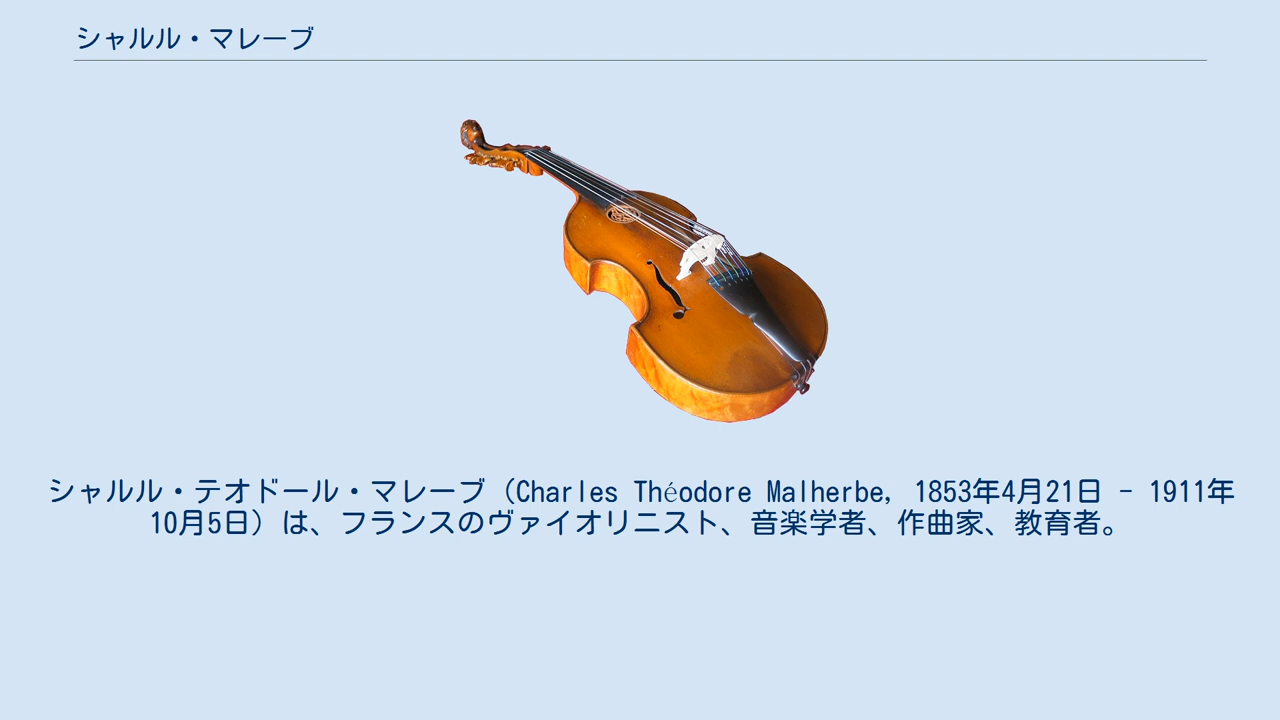 シャルル・マレーブ
シャルル・テオドール・マレーブ（Charles Théodore Malherbe, 1853年4月21日 - 1911年
10月5日）は、フランスのヴァイオリニスト、音楽学者、作曲家、教育者。